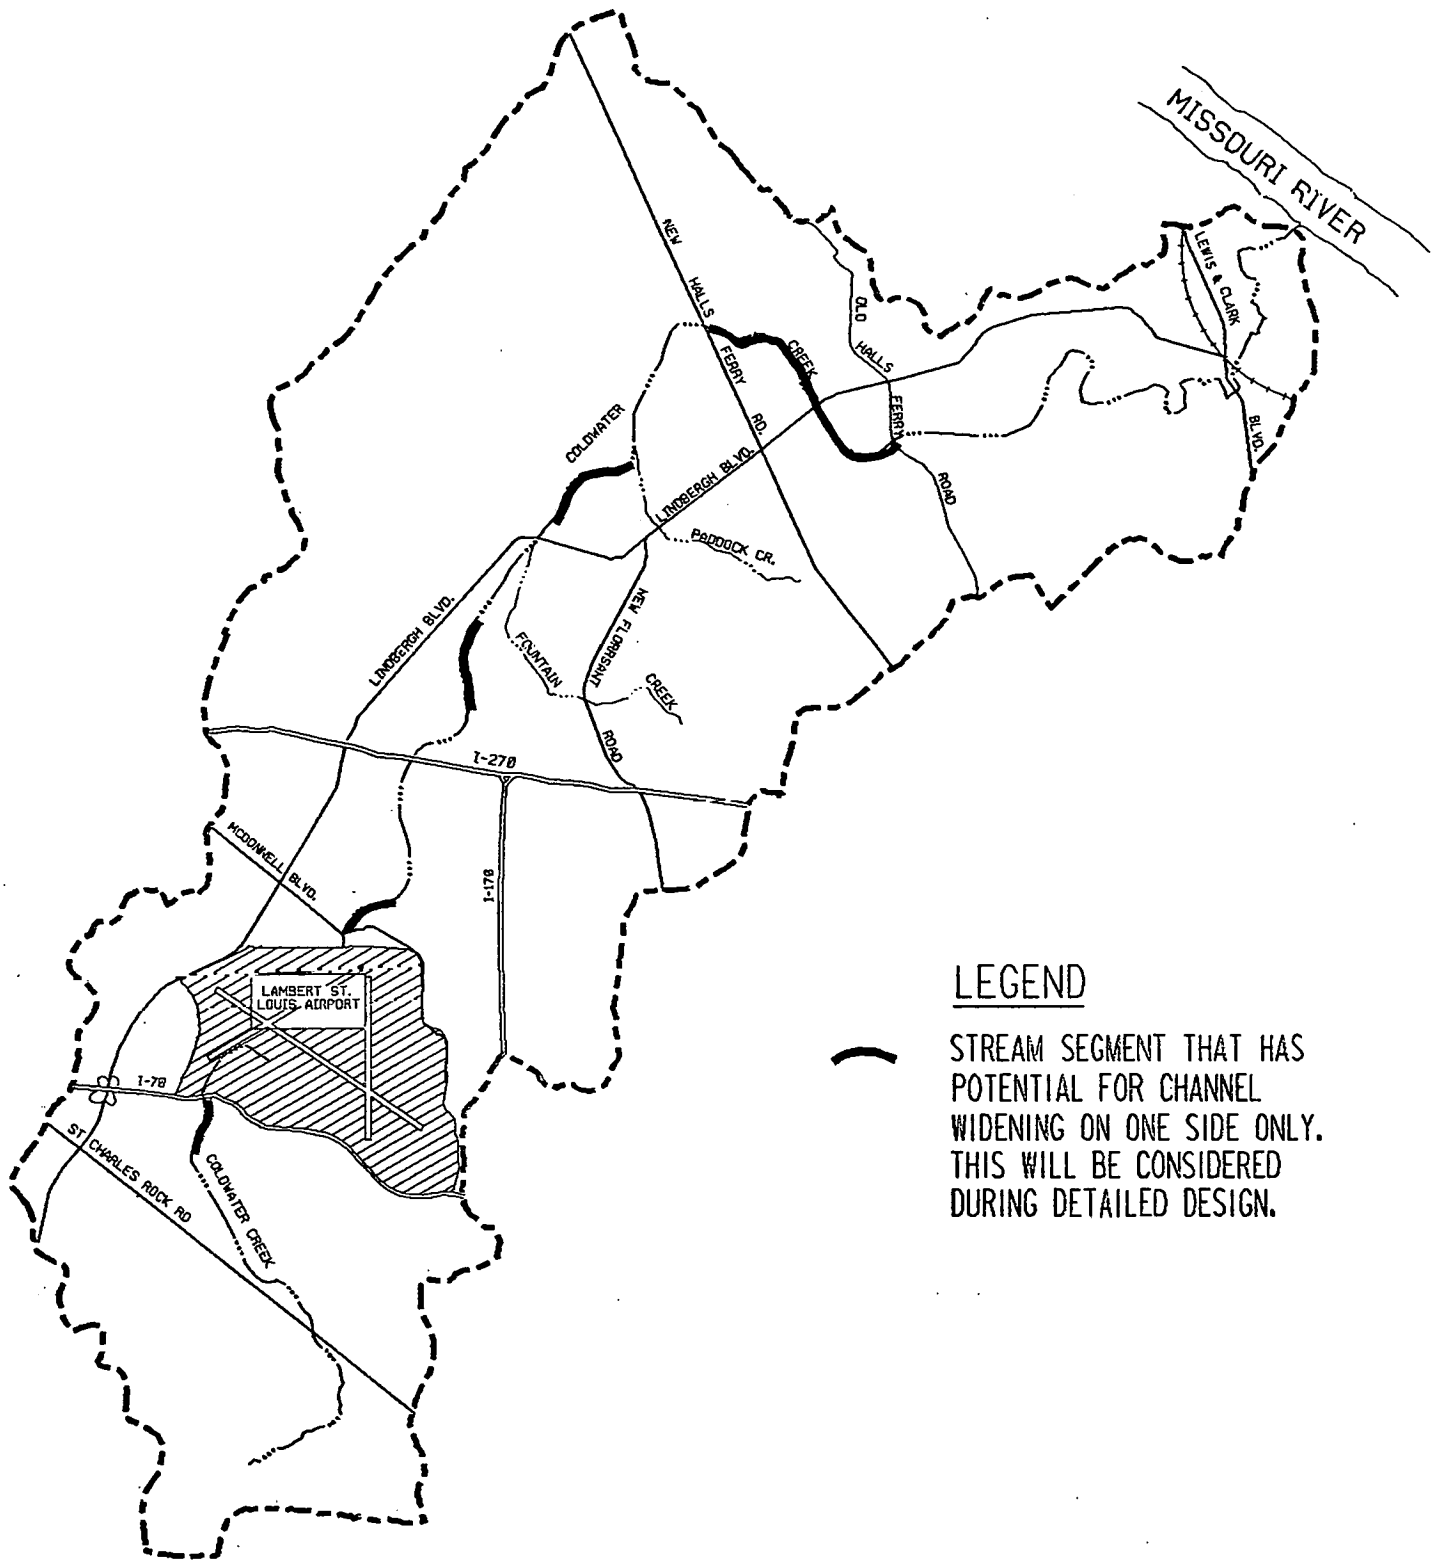 MISSOURI RIVER
NEW
HALLS
FERRY
RD.
OLD
HALLS
FERRY
ROAD
LEWIS & CLARK
BLVD.
COLDWATER
CREEK
LINDBERGH BLVD.
PADDOCK CR.
LINDBERGH BLVD.
FOUNTAIN
CREEK
NEW FLORRSANT
ROAD
I-270
MCDONNELL BLVD.
I-170
LAMBERT ST.
LOUIS AIRPORT
I-70
ST CHARLES ROCK RD
COLDWATER CREEK
LEGEND
STREAM SEGMENT THAT HAS
POTENTIAL FOR CHANNEL
WIDENING ON ONE SIDE ONLY.
THIS WILL BE CONSIDERED
DURING DETAILED DESIGN.